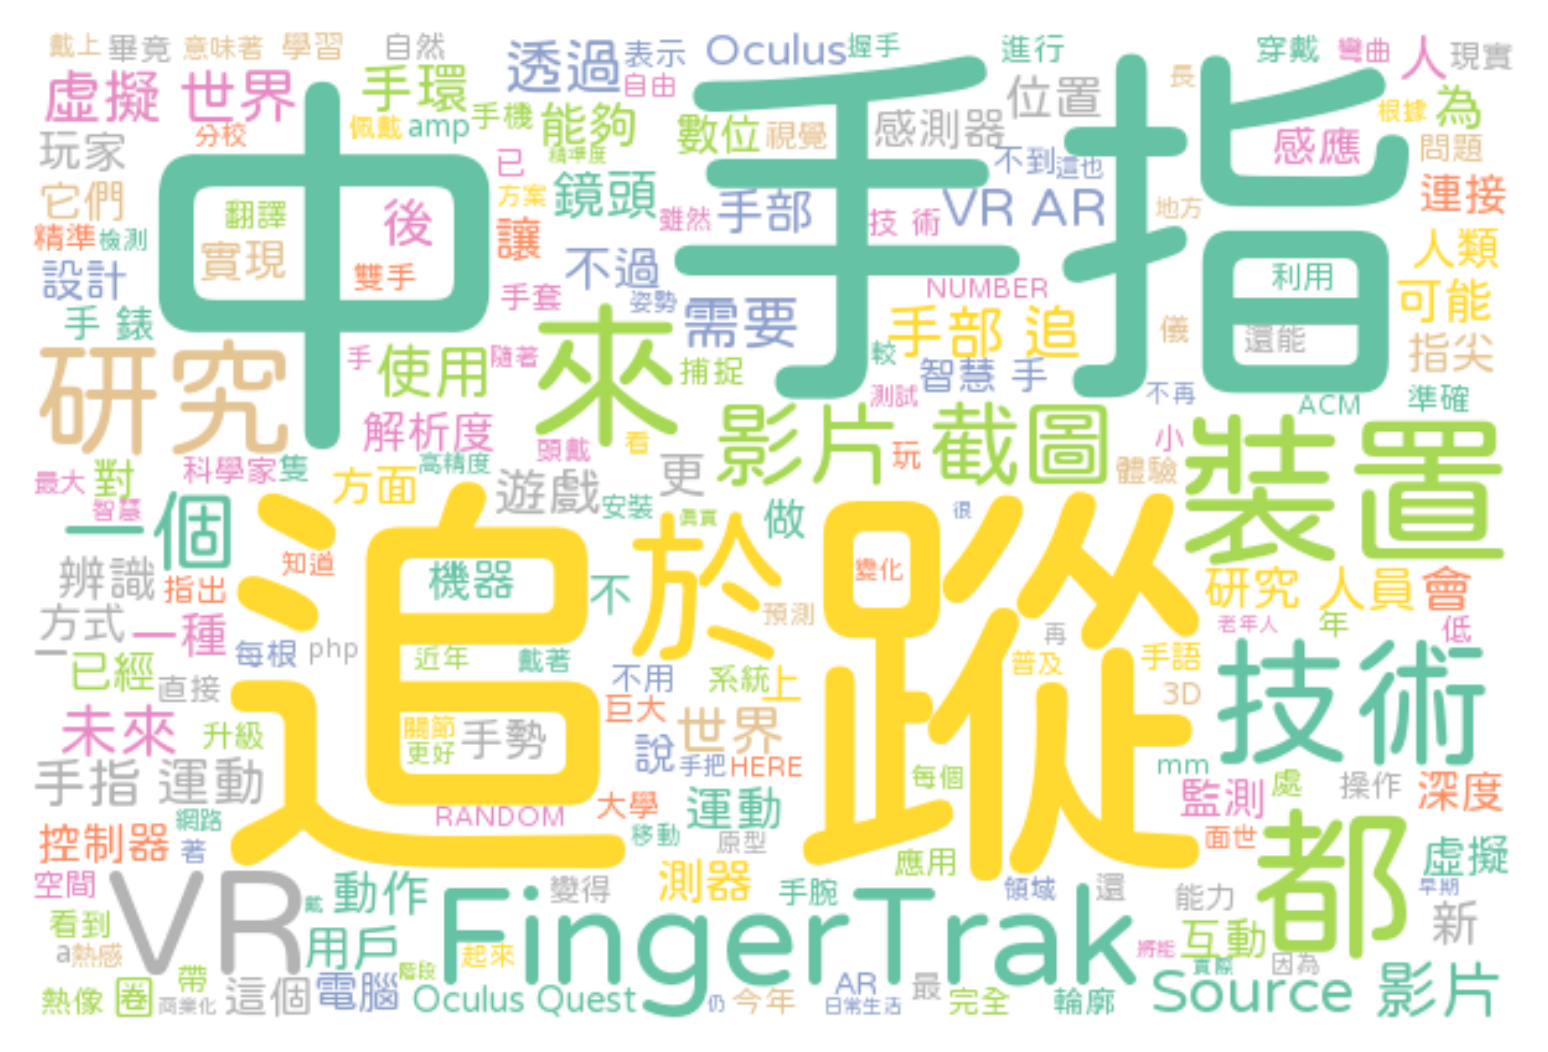 戴上 畢竟 意味著 學習 自然 透過 表示 Oculus 握手 進行 穿戴 彎曲 人 現實
虛擬 世界 手環 自由 位置 長 根據 為
分校 佩戴 amp 手機 能夠 數位 視覺 感測器 感應 問題
玩家 已 精準度 不到 這也
它們 翻譯 後 方案 鏡頭 雖然 手部 技 術 VR AR 地方 連接
精準 檢測 實現 雙手 讓 不過 人類
設計 手套 姿勢 NUMBER 利用 可能
手 錶 中 手指 需要 手部 追 儀 還能 指尖
研究 手 使用 隨著 來 捕捉 較 智慧 手 不再 ACM 準確
解析度 測試
最大 對 科學家 隻 方面 高精度 頭戴 看 更 影片 截圖 玩 小 體驗 裝置
智慧 一個 遊戲 安裝 真實 做 很
辨識 指出 知道 追蹤 機器 不 於 預測 變化 研究 人員 會
方式 一種 每根 php 近年 戴著 再 老年人 年 低
一 已經 直接 不用 系統 上 普及 手語 3D 技術
未來 升級 關節 更好 手勢 巨大 世界
手指 運動 說 手把 HERE 每個 mm 監測 處 操作 深度
控制器 網路 著 RANDOM 大學 移動 運動 原型 面世 都 虛擬
空間 VR 戴 動作 變得 測器 手腕 應用 領域 還 能力 早期
看到 a 熱感 用戶 FingerTrak 起來 將能 互動 新
熱像 圈 帶 商業化 這個 電腦 階段 Oculus Quest 仍 今年 AR 日常生活 最 完全 輪廓 實際 因為 Source 影片